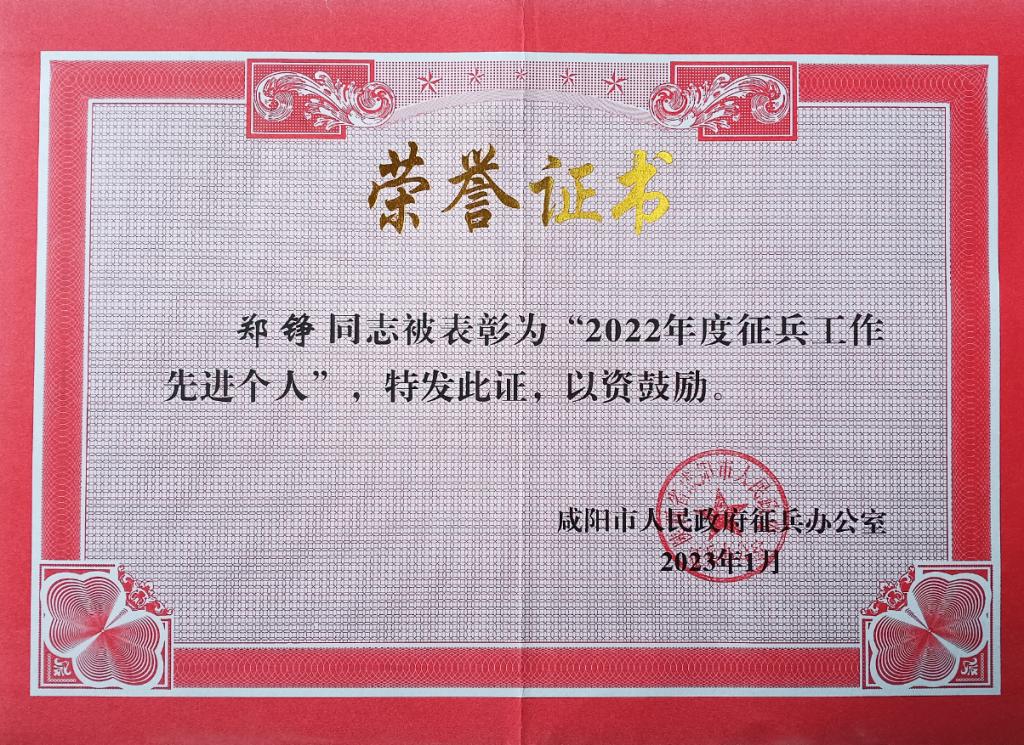 荣誉证书
郑铮同志被表彰为“2022年度征兵工作
先进个人”，特发此证，以资鼓励。
咸阳市人民政府征兵办公室
2023年1月